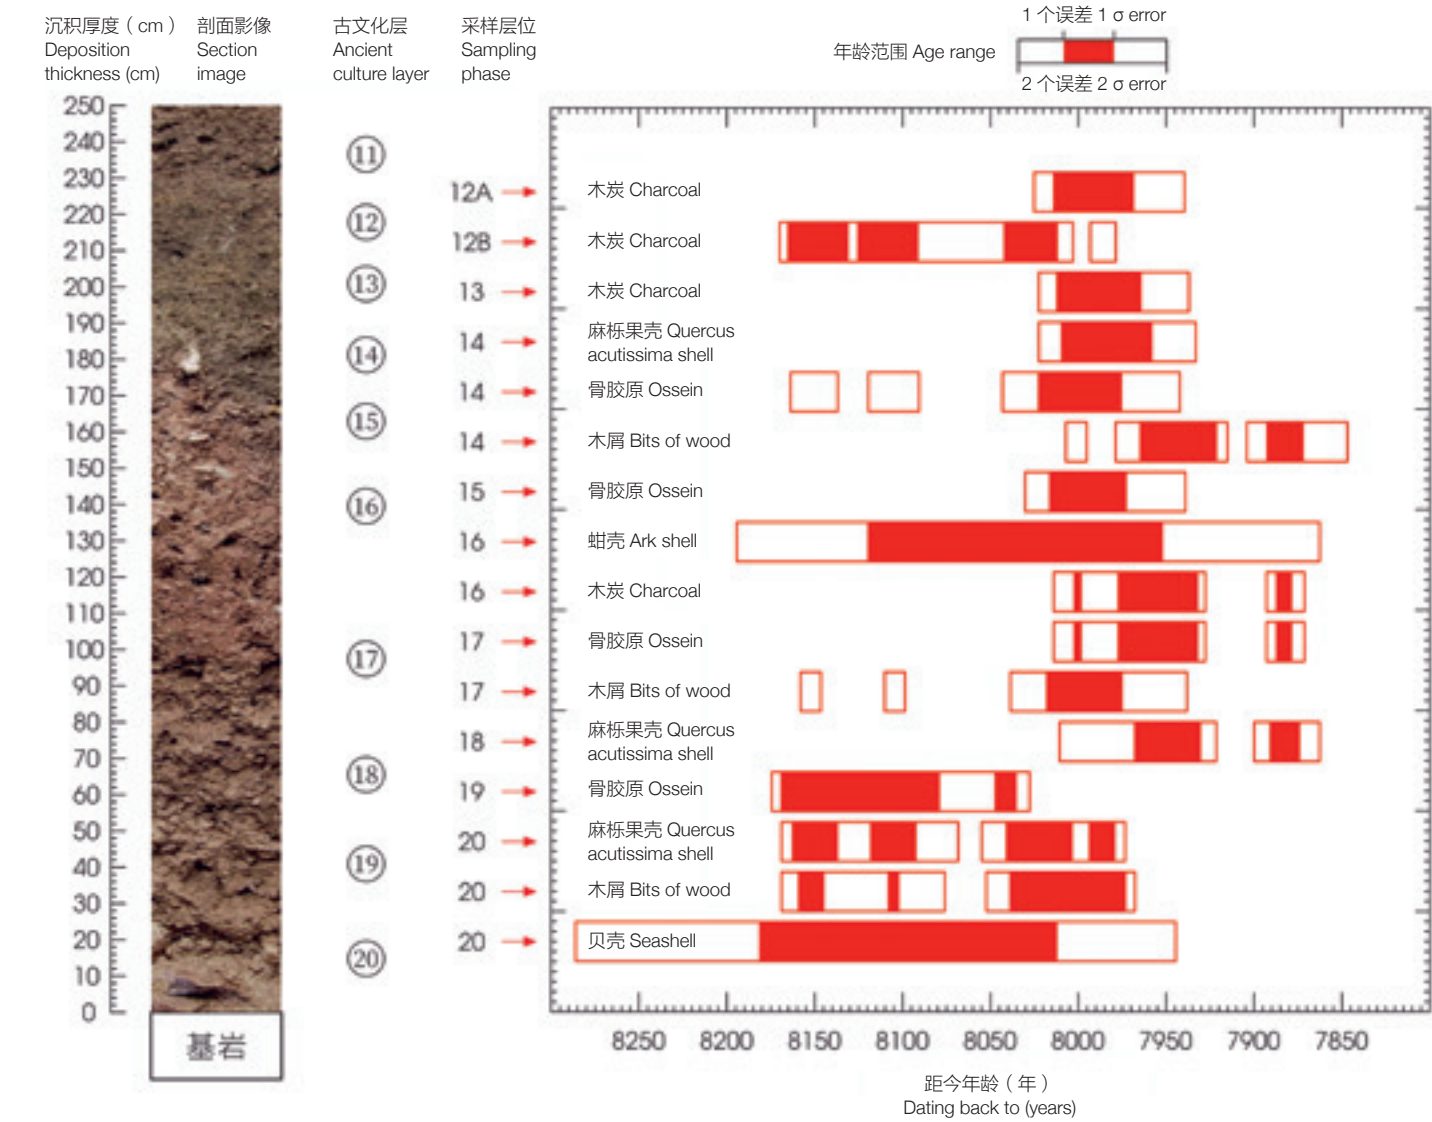 沉积厚度（cm）
Deposition
thickness (cm)
剖面影像
Section
image
古文化层
Ancient
culture layer
采样层位
Sampling
phase
1 个误差 1 σ error
年龄范围 Age range
2 个误差 2 σ error
250
240
230
220
210
200
190
180
170
160
150
140
130
120
110
100
90
80
70
60
50
40
30
20
10
0
基岩
⑪
⑫
⑬
⑭
⑮
⑯
⑰
⑱
⑲
⑳
12A 木炭 Charcoal
12B 木炭 Charcoal
13 木炭 Charcoal
14 麻栎果壳 Quercus
acutissima shell
14 骨胶原 Ossein
14 木屑 Bits of wood
15 骨胶原 Ossein
16 蚶壳 Ark shell
16 木炭 Charcoal
17 骨胶原 Ossein
17 木屑 Bits of wood
18 麻栎果壳 Quercus
acutissima shell
19 骨胶原 Ossein
20 麻栎果壳 Quercus
acutissima shell
20 木屑 Bits of wood
20 贝壳 Seashell
8250 8200 8150 8100 8050 8000 7950 7900 7850
距今年龄（年）
Dating back to (years)